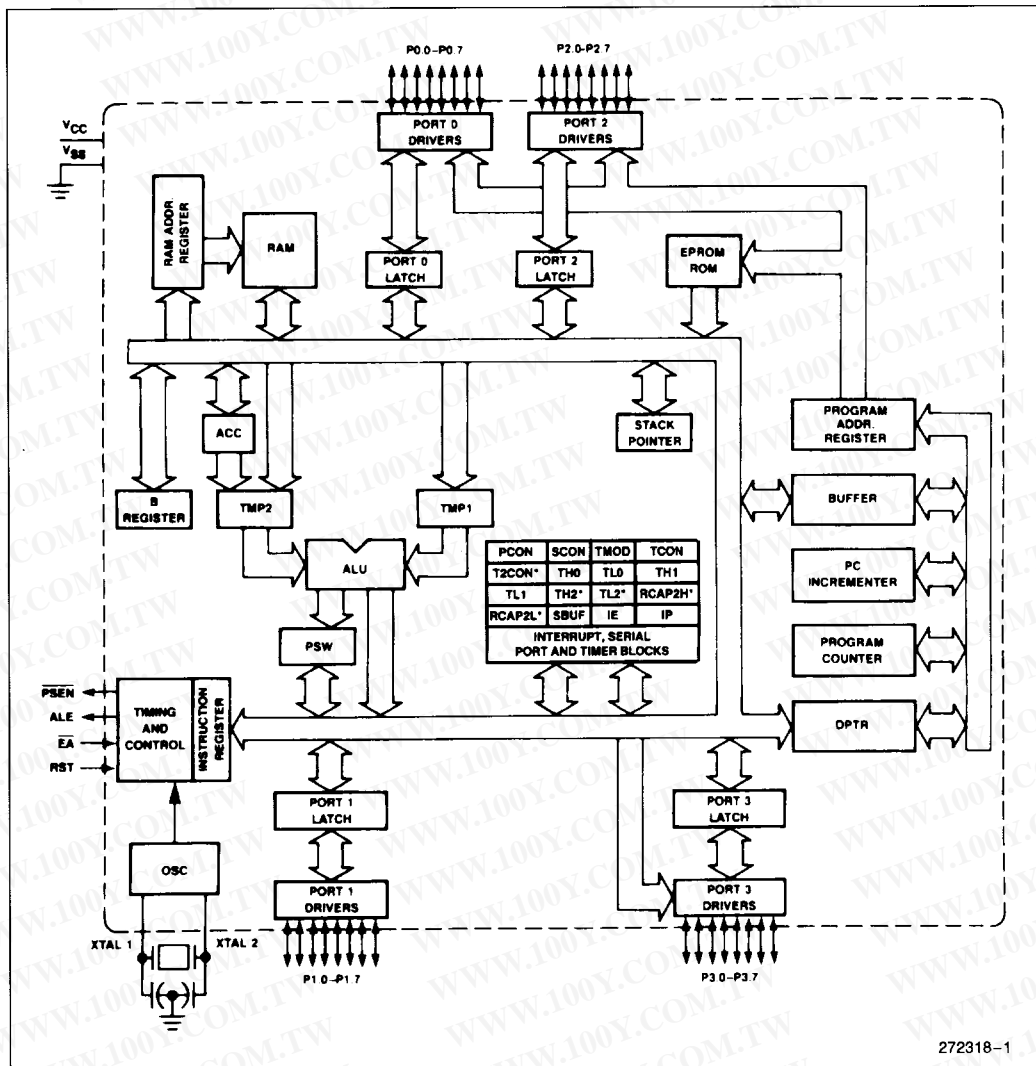 P0.0–P0.7
P2.0–P2.7
VCC
VSS
PORT 0
DRIVERS
PORT 2
DRIVERS
RAM ADDR.
REGISTER
RAM
PORT 0
LATCH
PORT 2
LATCH
EPROM
ROM
ACC
STACK
POINTER
PROGRAM
ADDR.
REGISTER
B
REGISTER
TMP2
TMP1
BUFFER
ALU
PCON SCON TMOD TCON
T2CON* TH0 TL0 TH1
TL1 TH2* TL2* RCAP2H*
RCAP2L* SBUF IE IP
INTERRUPT, SERIAL
PORT AND TIMER BLOCKS
PC
INCREMENTER
PSW
PROGRAM
COUNTER
PSEN
ALE
EA
RST
TIMING
AND
CONTROL
INSTRUCTION
REGISTER
DPTR
PORT 1
LATCH
PORT 3
LATCH
OSC
PORT 1
DRIVERS
PORT 3
DRIVERS
XTAL 1
XTAL 2
P1.0–P1.7
P3.0–P3.7
272318–1
WWW.100Y.COM.TW